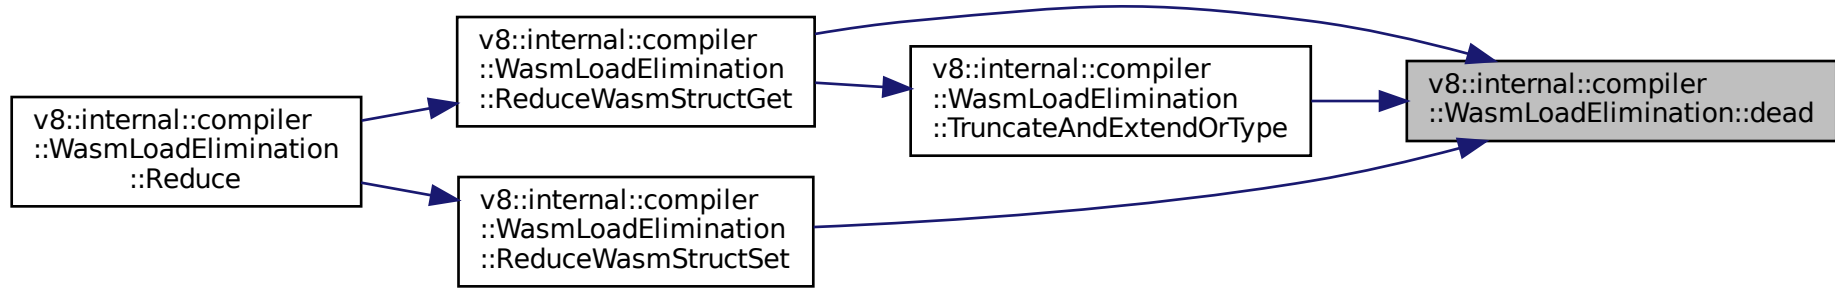 v8::internal::compiler
::WasmLoadElimination
::Reduce
v8::internal::compiler
::WasmLoadElimination
::ReduceWasmStructGet
v8::internal::compiler
::WasmLoadElimination
::ReduceWasmStructSet
v8::internal::compiler
::WasmLoadElimination
::TruncateAndExtendOrType
v8::internal::compiler
::WasmLoadElimination::dead